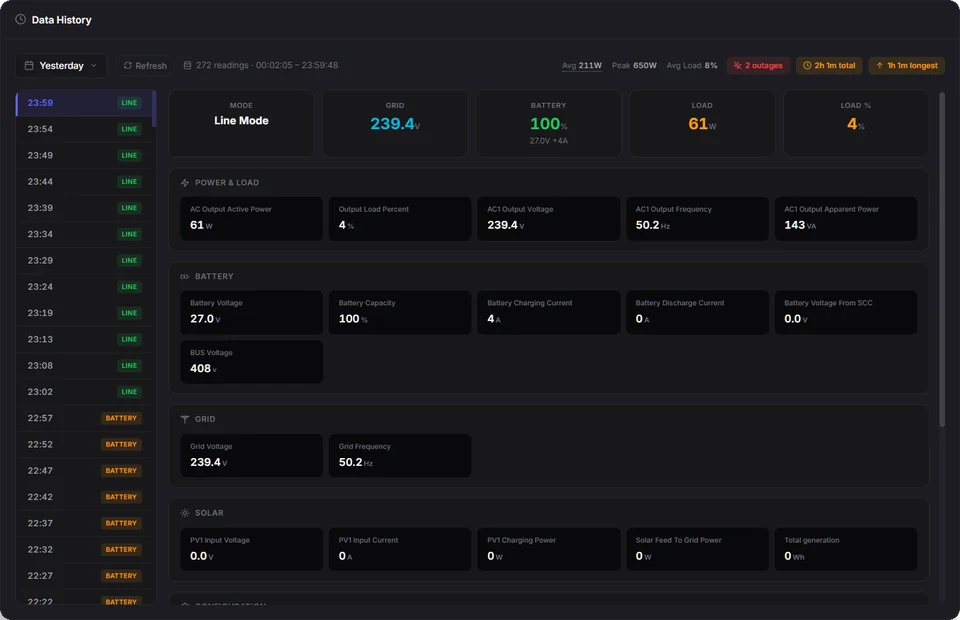 Data History
Yesterday
Refresh
272 readings · 00:02:05 – 23:59:48
Avg 211W
Peak 650W
Avg Load 8%
2 outages
2h 1m total
1h 1m longest
23:59 LINE
23:54 LINE
23:49 LINE
23:44 LINE
23:39 LINE
23:34 LINE
23:29 LINE
23:24 LINE
23:19 LINE
23:13 LINE
23:08 LINE
23:02 LINE
22:57 BATTERY
22:52 BATTERY
22:47 BATTERY
22:42 BATTERY
22:37 BATTERY
22:32 BATTERY
22:27 BATTERY
22:22 BATTERY
MODE
Line Mode
GRID
239.4V
BATTERY
100%
27.0V +4A
LOAD
61W
LOAD %
4%
POWER & LOAD
AC Output Active Power
61 W
Output Load Percent
4 %
AC1 Output Voltage
239.4 V
AC1 Output Frequency
50.2 Hz
AC1 Output Apparent Power
143 VA
BATTERY
Battery Voltage
27.0 V
Battery Capacity
100 %
Battery Charging Current
4 A
Battery Discharge Current
0 A
Battery Voltage From SCC
0.0 V
BUS Voltage
408 V
GRID
Grid Voltage
239.4 V
Grid Frequency
50.2 Hz
SOLAR
PV1 Input Voltage
0.0 V
PV1 Input Current
0 A
PV1 Charging Power
0 W
Solar Feed To Grid Power
0 W
Total generation
0 Wh
CONFIGURATION